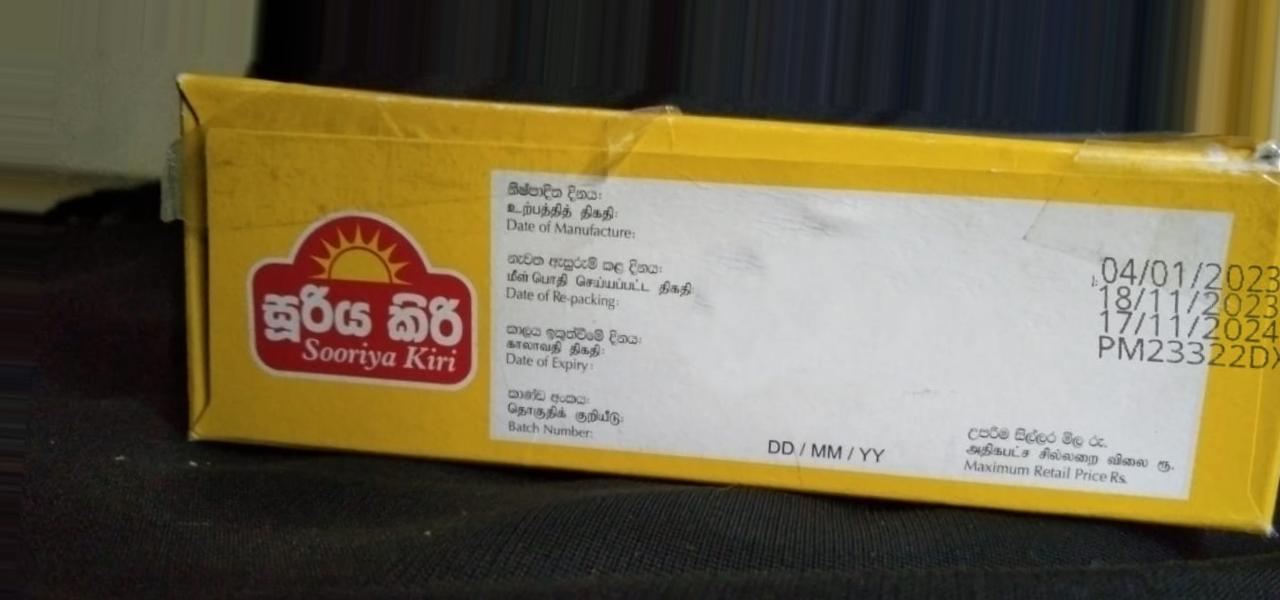 සූරිය කිරි
Sooriya Kiri
නිෂ්පාදිත දිනය:
உற்பத்தித் திகதி:
Date of Manufacture:
නැවත ඇසුරුම් කළ දිනය:
மீள் பொதி செய்யப்பட்ட திகதி:
Date of Re-packing:
කාලය ඉකුත්වීමේ දිනය:
காலாவதி திகதி:
Date of Expiry:
කාණ්ඩ අංකය:
தொகுதிக் குறியீடு:
Batch Number:
DD / MM / YY
04/01/2023
18/11/2023
17/11/2024
PM23322DX
උපරිම සිල්ලර මිල රු.
அதிகபட்ச சில்லறை விலை ரூ.
Maximum Retail Price Rs.